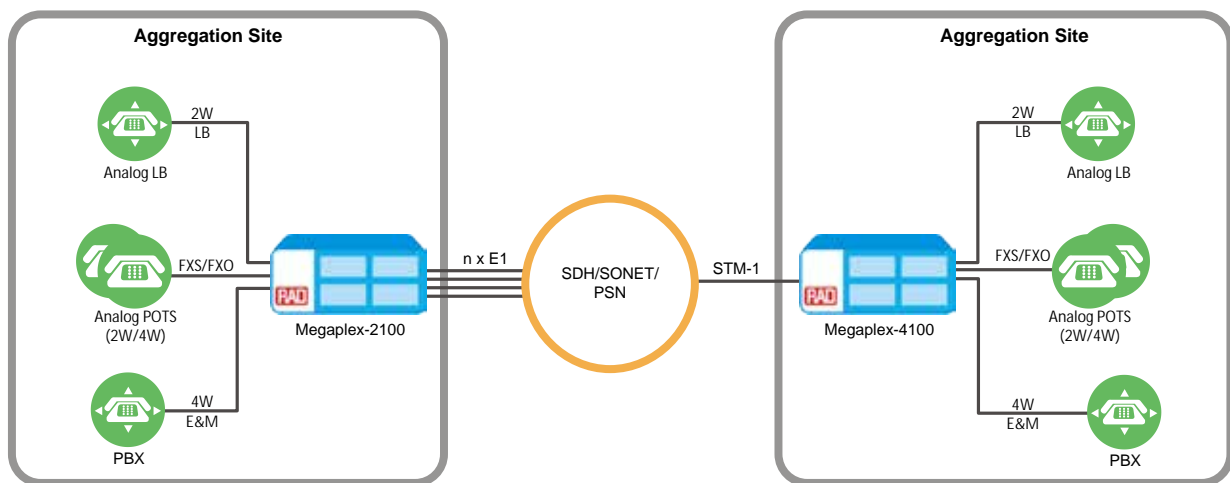 Aggregation Site
2W
LB
Analog LB
FXS/FXO
Analog POTS
(2W/4W)
4W
E&M
PBX
RAD
Megaplex-2100
n x E1
SDH/SONET/
PSN
STM-1
Aggregation Site
RAD
Megaplex-4100
2W
LB
Analog LB
FXS/FXO
Analog POTS
(2W/4W)
4W
E&M
PBX